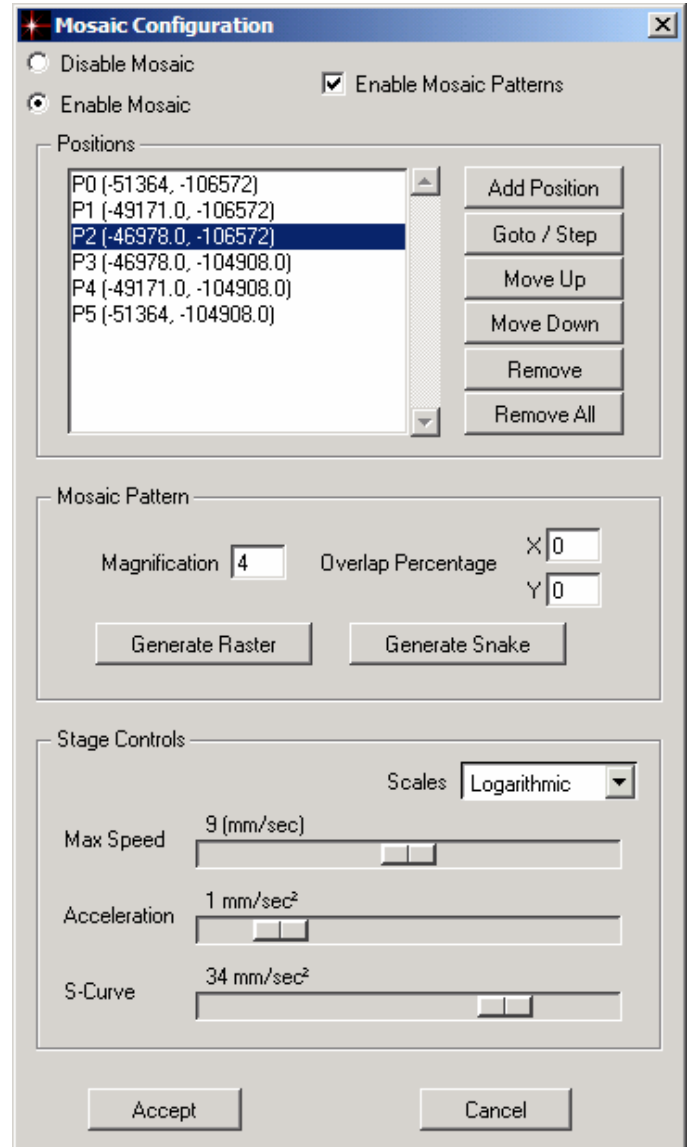 Mosaic Configuration
Disable Mosaic
Enable Mosaic Patterns
Enable Mosaic
Positions
P0 (-51364, -106572)
P1 (-49171.0, -106572)
P2 (-46978.0, -106572)
P3 (-46978.0, -104908.0)
P4 (-49171.0, -104908.0)
P5 (-51364, -104908.0)
Add Position
Goto / Step
Move Up
Move Down
Remove
Remove All
Mosaic Pattern
Magnification 4 Overlap Percentage X 0
Y 0
Generate Raster Generate Snake
Stage Controls
Scales Logarithmic
9 (mm/sec)
Max Speed
1 mm/sec²
Acceleration
34 mm/sec²
S-Curve
Accept Cancel